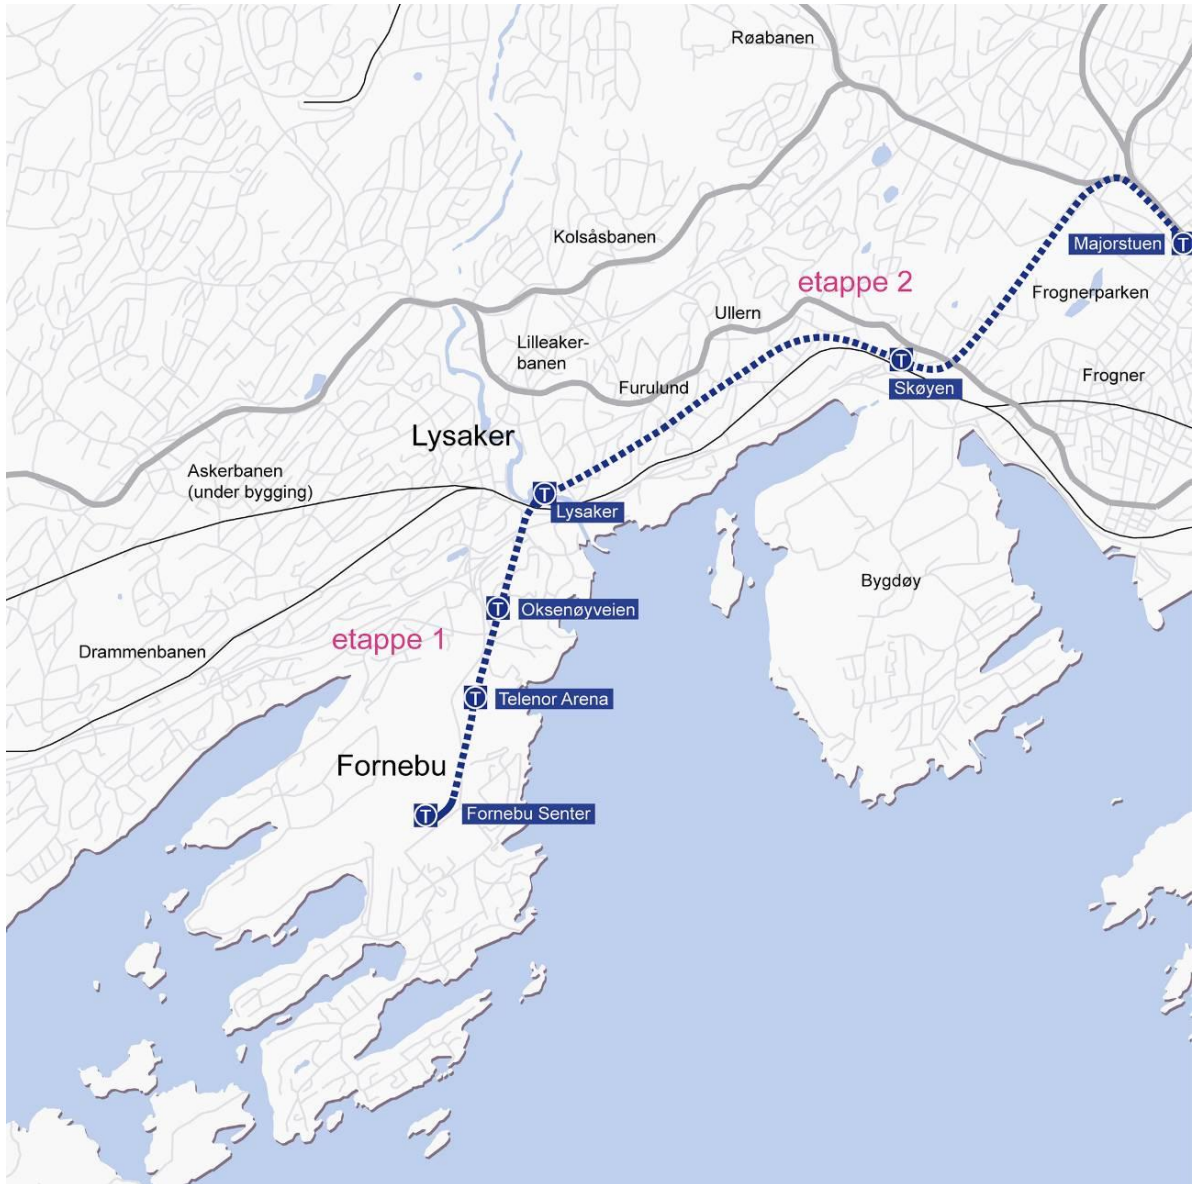 Røabanen
Kolsåsbanen
T
Majorstuen
etappe 2
Frognerparken
Ullern
Lilleaker-
banen
T
Skøyen
Frogner
Furulund
Lysaker
Askerbanen
(under bygging)
T
Lysaker
Bygdøy
T
Oksenøyveien
etappe 1
Drammenbanen
T
Telenor Arena
Fornebu
T
Fornebu Senter